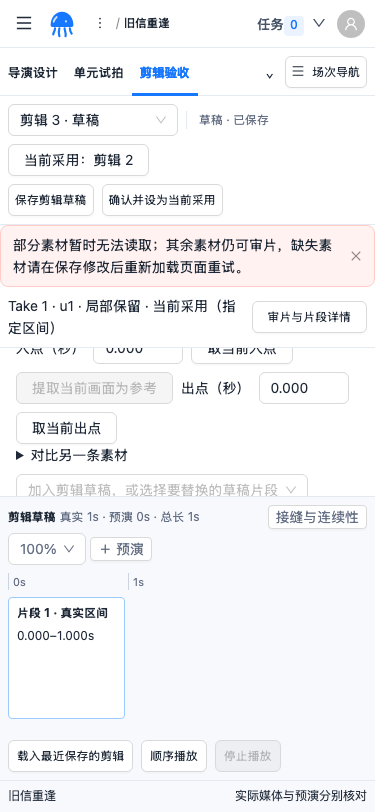 / 旧信重逢
任务 0
导演设计 单元试拍 剪辑验收 场次导航
剪辑 3 · 草稿
草稿 · 已保存
当前采用：剪辑 2
保存剪辑草稿 确认并设为当前采用
部分素材暂时无法读取；其余素材仍可审片，缺失素
材请在保存修改后重新加载页面重试。
Take 1 · u1 · 局部保留 · 当前采用（指
定区间）
审片与片段详情
入点（秒） 0.000 取当前入点
提取当前画面为参考 出点（秒） 0.000
取当前出点
对比另一条素材
加入剪辑草稿，或选择要替换的草稿片段
剪辑草稿 真实 1s · 预演 0s · 总长 1s
接缝与连续性
100% + 预演
0s 1s
片段 1 · 真实区间
0.000–1.000s
载入最近保存的剪辑 顺序播放 停止播放
旧信重逢 实际媒体与预演分别核对